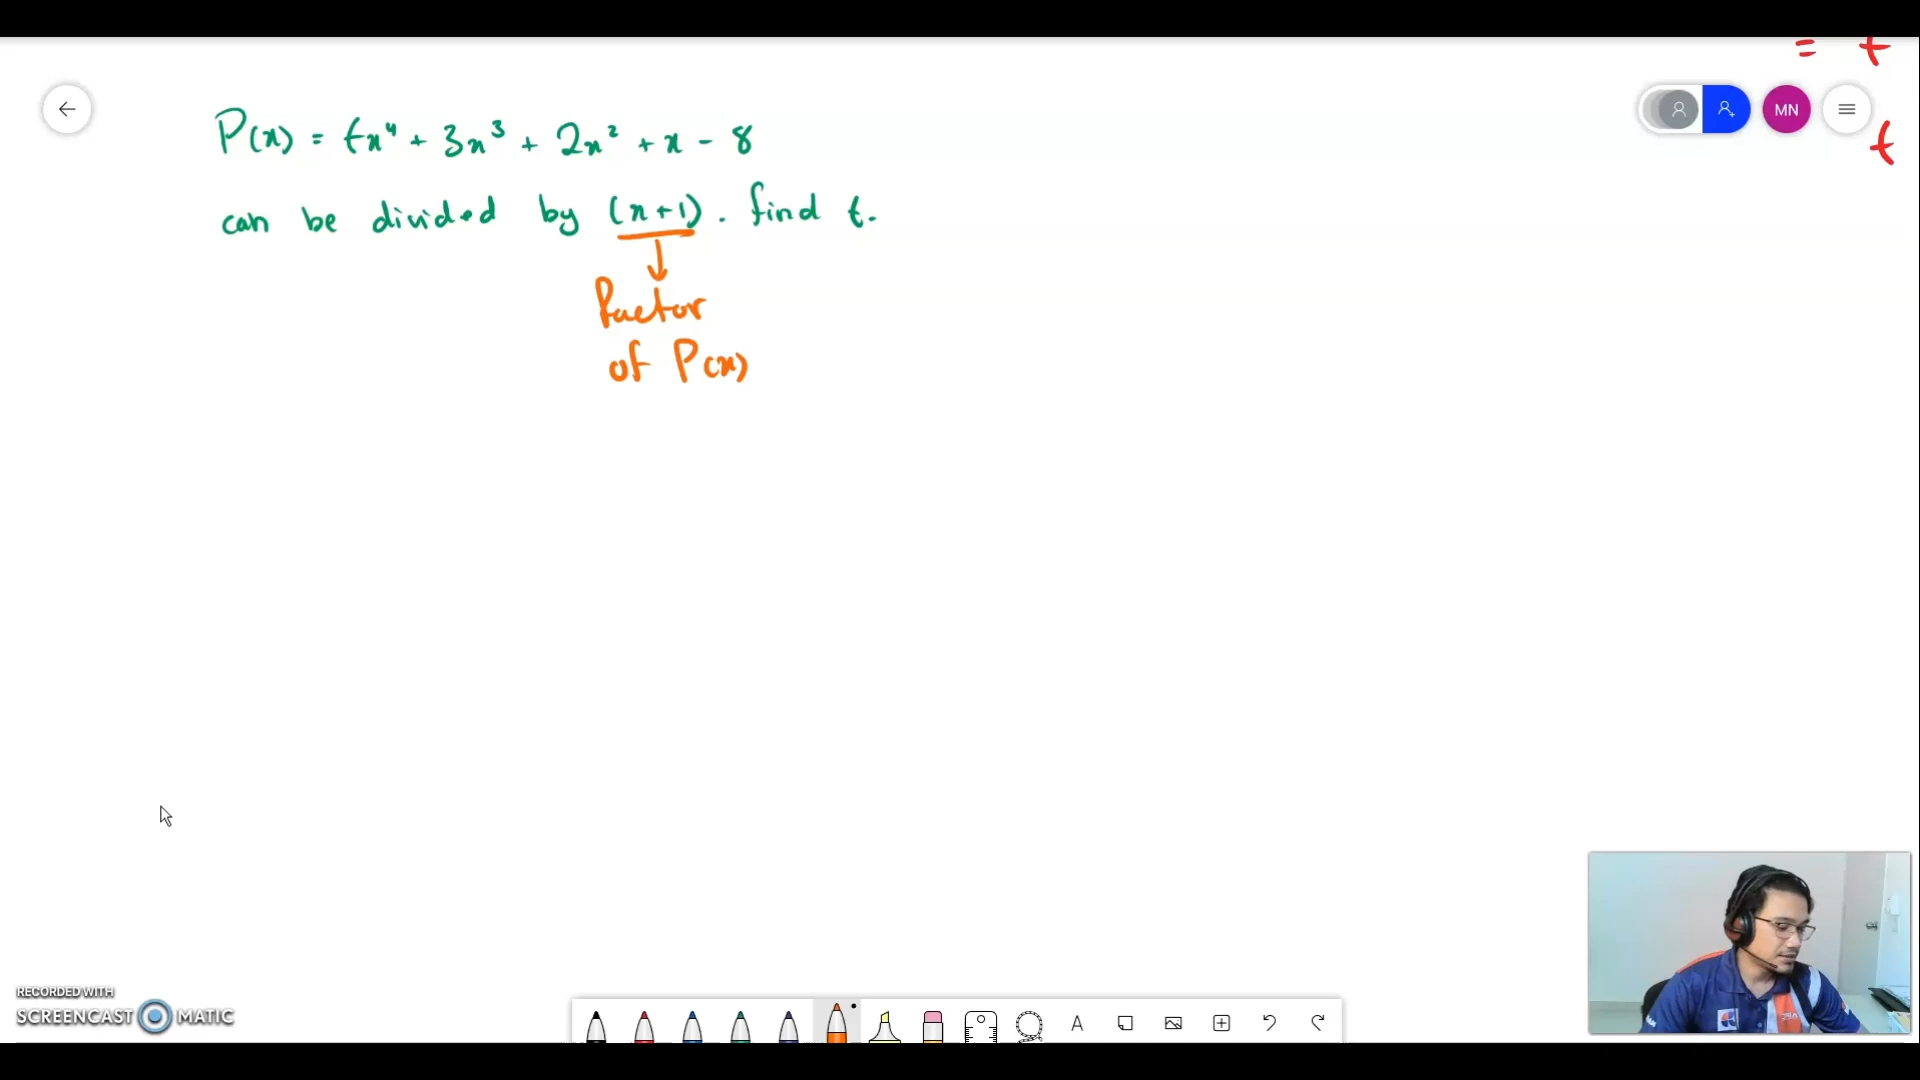 = t
t
MN
P(x) = tx⁴ + 3x³ + 2x² + x - 8
can be divided by (x+1). find t.
Factor
of P(x)
RECORDED WITH
SCREENCAST MATIC
A